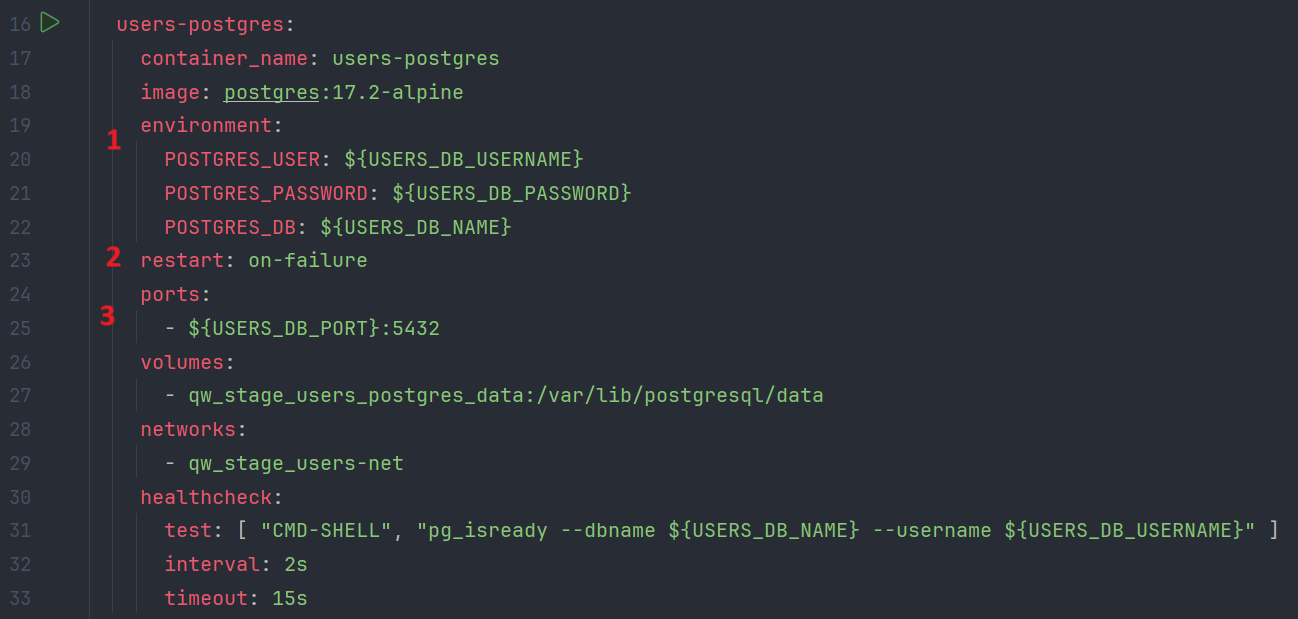 16 users-postgres:
17 container_name: users-postgres
18 image: postgres:17.2-alpine
19 environment:
1
20 POSTGRES_USER: ${USERS_DB_USERNAME}
21 POSTGRES_PASSWORD: ${USERS_DB_PASSWORD}
22 POSTGRES_DB: ${USERS_DB_NAME}
23 2 restart: on-failure
24 ports:
3
25 - ${USERS_DB_PORT}:5432
26 volumes:
27 - qw_stage_users_postgres_data:/var/lib/postgresql/data
28 networks:
29 - qw_stage_users-net
30 healthcheck:
31 test: [ "CMD-SHELL", "pg_isready --dbname ${USERS_DB_NAME} --username ${USERS_DB_USERNAME}" ]
32 interval: 2s
33 timeout: 15s